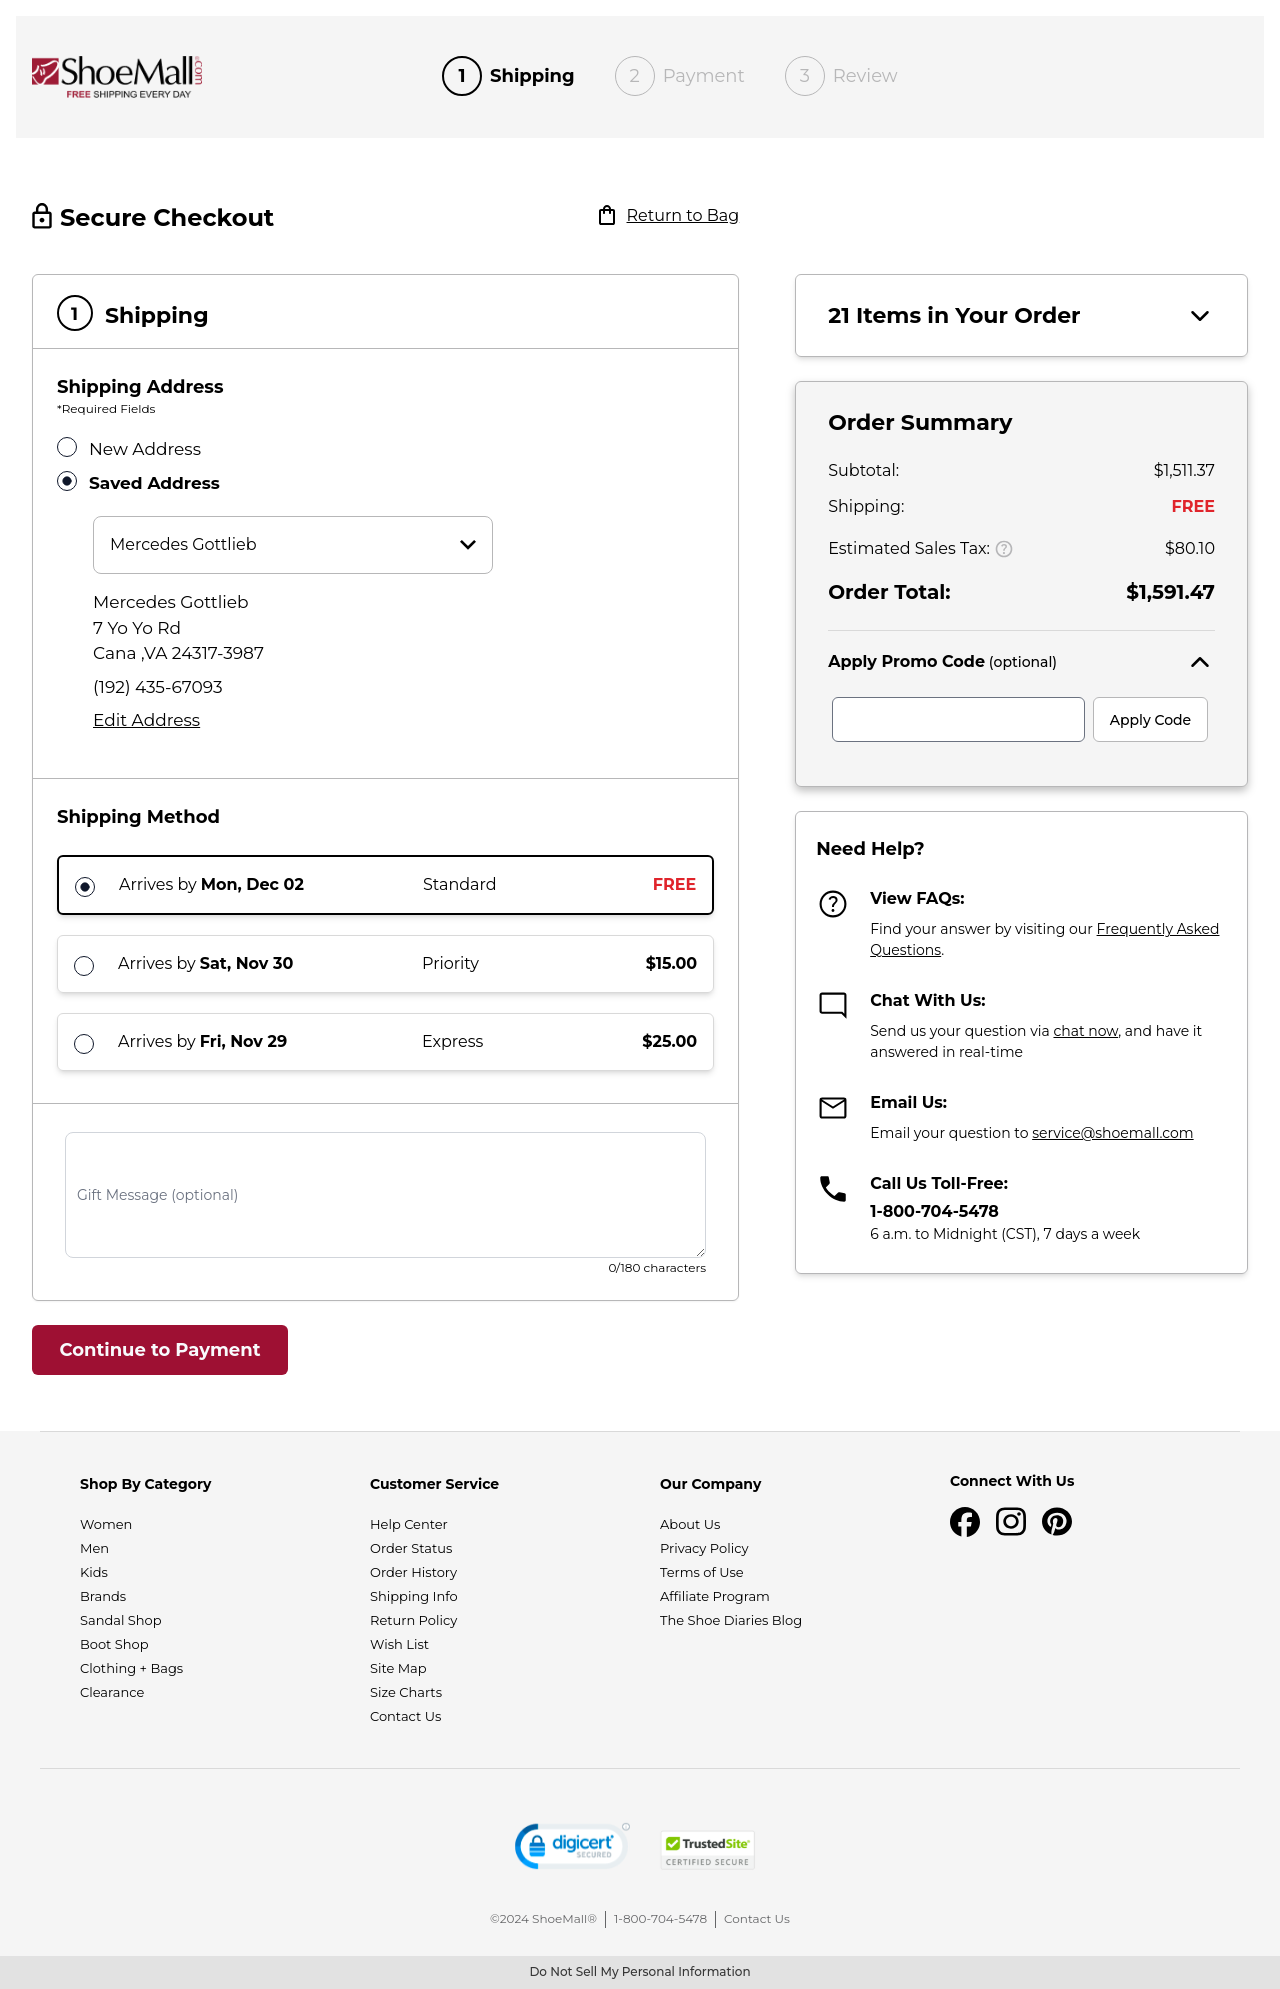 ShoeMall.com
FREE SHIPPING EVERY DAY
1 Shipping
2 Payment
3 Review
Secure Checkout
Return to Bag
1 Shipping
Shipping Address
*Required Fields
New Address
Saved Address
Mercedes Gottlieb
Mercedes Gottlieb
7 Yo Yo Rd
Cana ,VA 24317-3987
(192) 435-67093
Edit Address
Shipping Method
Arrives by Mon, Dec 02 Standard FREE
Arrives by Sat, Nov 30 Priority $15.00
Arrives by Fri, Nov 29 Express $25.00
Gift Message (optional)
0/180 characters
Continue to Payment
21 Items in Your Order
Order Summary
Subtotal: $1,511.37
Shipping: FREE
Estimated Sales Tax: ? $80.10
Order Total: $1,591.47
Apply Promo Code (optional)
Apply Code
Need Help?
View FAQs:
Find your answer by visiting our Frequently Asked
Questions.
Chat With Us:
Send us your question via chat now, and have it
answered in real-time
Email Us:
Email your question to service@shoemall.com
Call Us Toll-Free:
1-800-704-5478
6 a.m. to Midnight (CST), 7 days a week
Shop By Category
Women
Men
Kids
Brands
Sandal Shop
Boot Shop
Clothing + Bags
Clearance
Customer Service
Help Center
Order Status
Order History
Shipping Info
Return Policy
Wish List
Site Map
Size Charts
Contact Us
Our Company
About Us
Privacy Policy
Terms of Use
Affiliate Program
The Shoe Diaries Blog
Connect With Us
digicert
SECURED
TrustedSite
CERTIFIED SECURE
©2024 ShoeMall® | 1-800-704-5478 | Contact Us
Do Not Sell My Personal Information